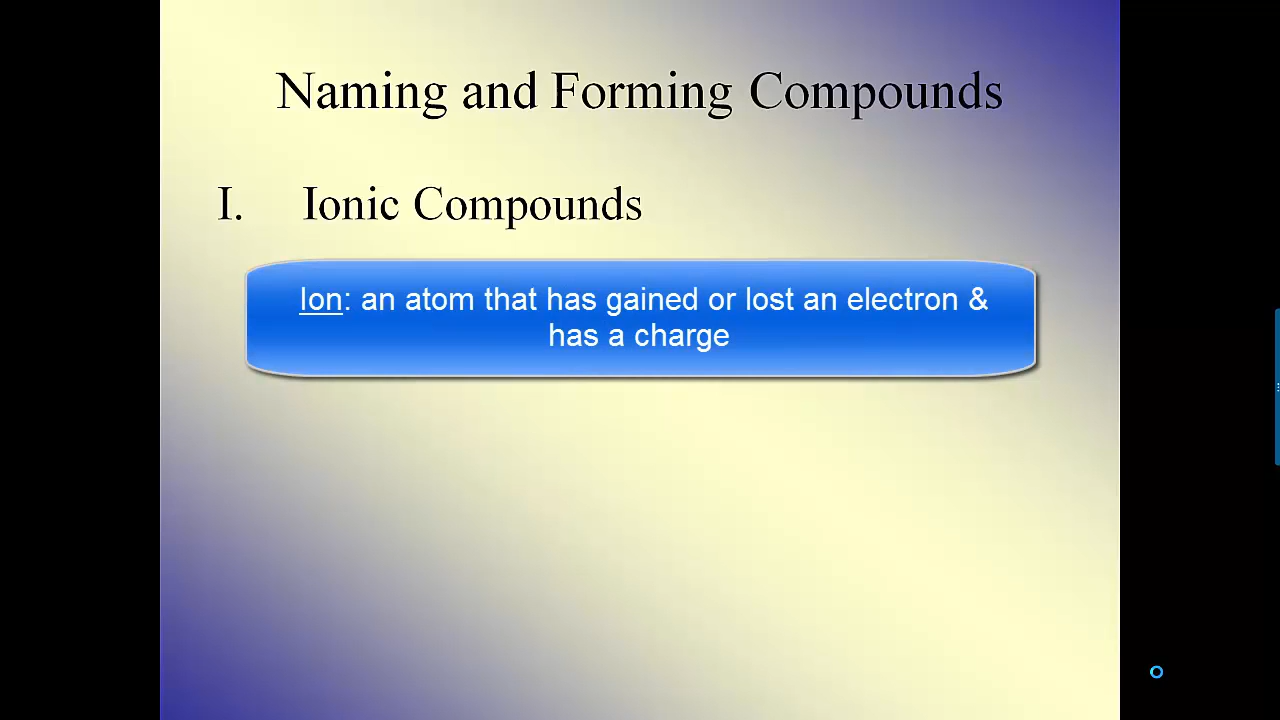 Naming and Forming Compounds
I. Ionic Compounds
Ion: an atom that has gained or lost an electron &
has a charge